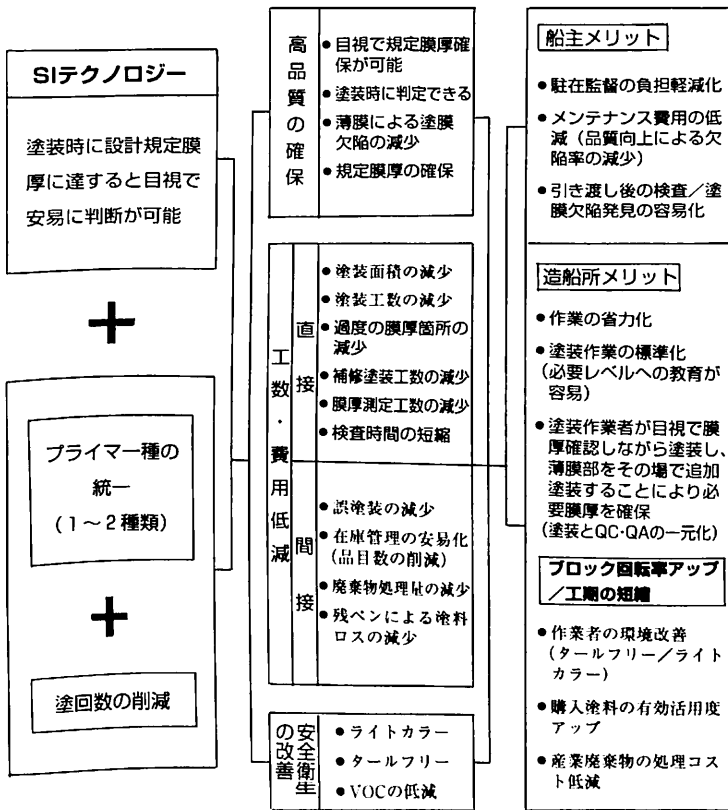 SIテクノロジー
塗装時に設計規定膜
厚に達すると目視で
安易に判断が可能
+
プライマー種の
統一
(1〜2種類)
+
塗回数の削減
高品質の確保
●目視で規定膜厚確
保が可能
●塗装時に判定できる
●薄膜による塗膜
欠陥の減少
●規定膜厚の確保
工数・費用低減
直接
●塗装面積の減少
●塗装工数の減少
●過度の膜厚箇所の
減少
●補修塗装工数の減少
●膜厚測定工数の減少
●検査時間の短縮
間接
●誤塗装の減少
●在庫管理の安易化
(品目数の削減)
●廃棄物処理量の減少
●残ペンによる塗料
ロスの減少
安全衛生
の改善
●ライトカラー
●タールフリー
●VOCの低減
船主メリット
●駐在監督の負担軽減化
●メンテナンス費用の低
減(品質向上による欠
陥率の減少)
●引き渡し後の検査/塗
膜欠陥発見の容易化
造船所メリット
●作業の省力化
●塗装作業の標準化
(必要レベルへの教育が
容易)
●塗装作業者が目視で膜
厚確認しながら塗装し、
薄膜部をその場で追加
塗装することにより必
要膜厚を確保
(塗装とQC・QAの一元化)
ブロック回転率アップ
/工期の短縮
●作業者の環境改善
(タールフリー/ライト
カラー)
●購入塗料の有効活用度
アップ
●産業廃棄物の処理コス
ト低減